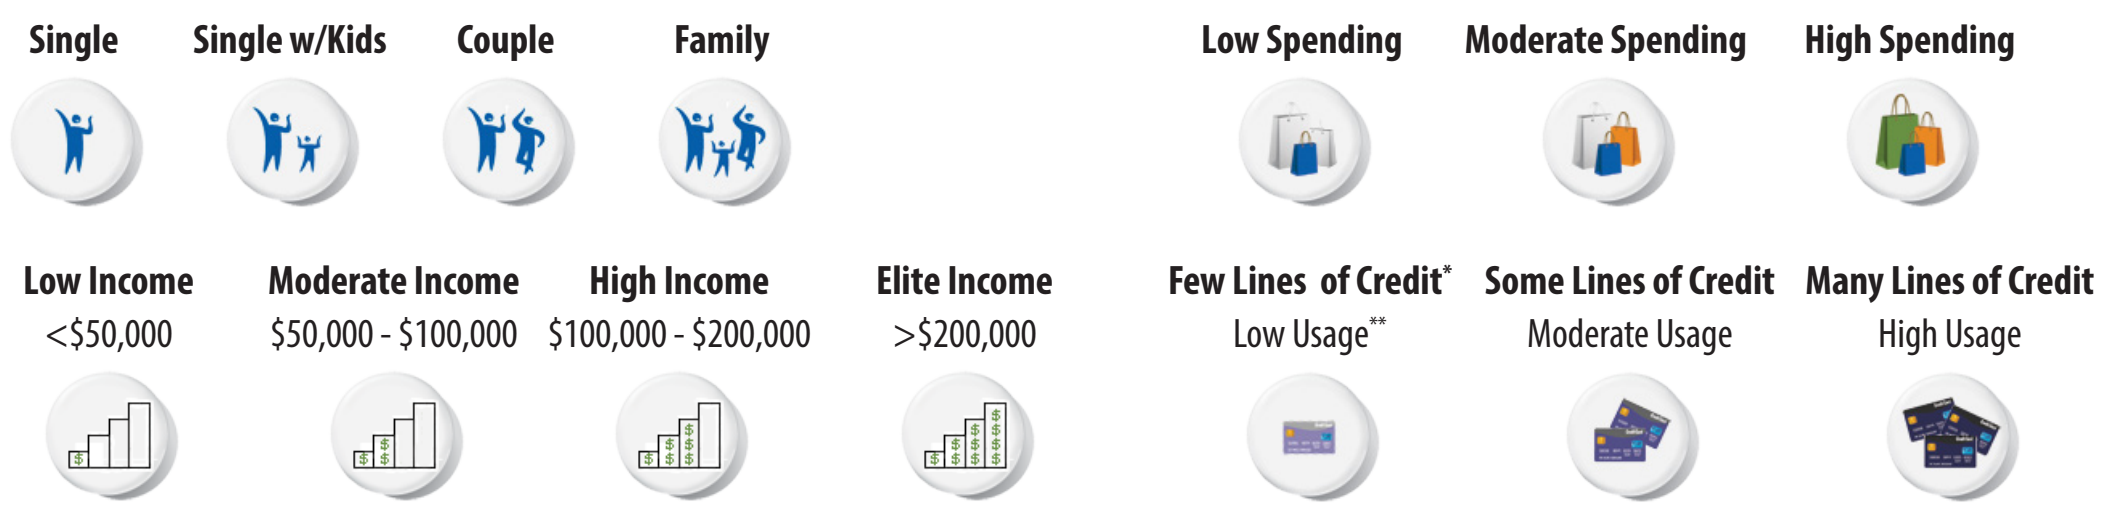 Single
Single w/Kids
Couple
Family
Low Spending
Moderate Spending
High Spending
Low Income
Moderate Income
High Income
Elite Income
Few Lines of Credit*
Some Lines of Credit
Many Lines of Credit
<$50,000
$50,000 - $100,000
$100,000 - $200,000
>$200,000
Low Usage**
Moderate Usage
High Usage
$
$ $ $
$ $ $ $ $ $
$ $ $ $ $ $ $ $ $ $